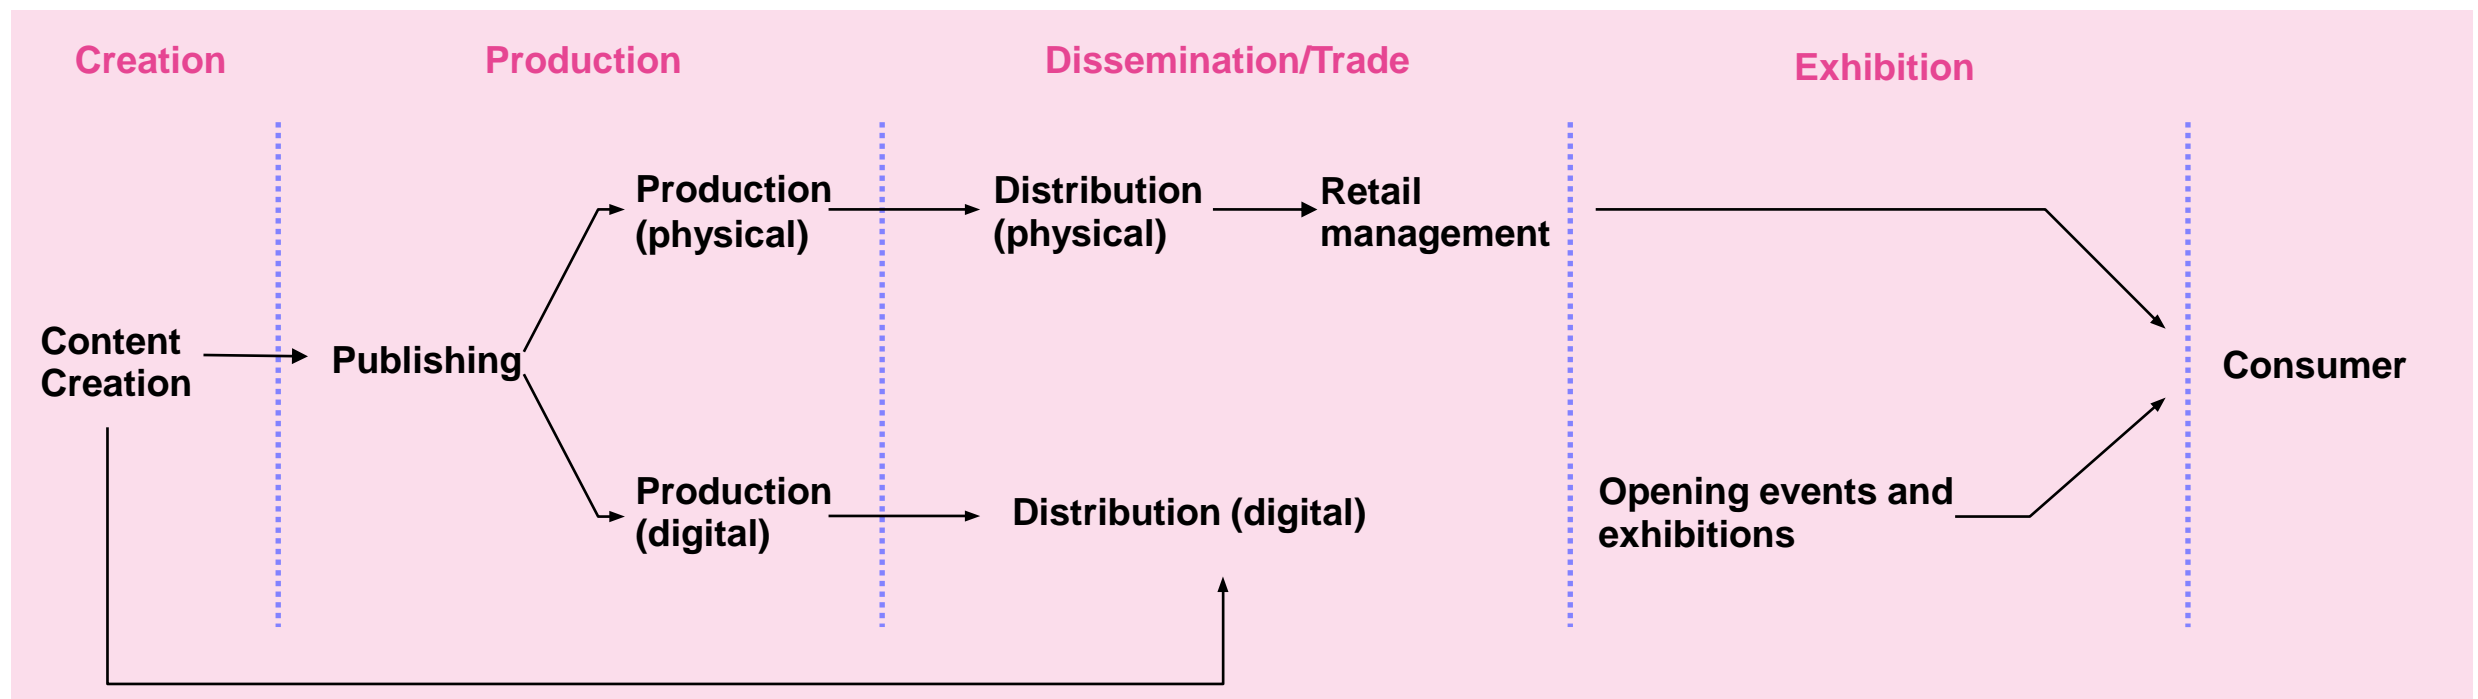 Creation
Production
Dissemination/Trade
Exhibition
Production
(physical)
Distribution
(physical)
Retail
management
Content
Creation
Publishing
Consumer
Production
(digital)
Distribution (digital)
Opening events and
exhibitions